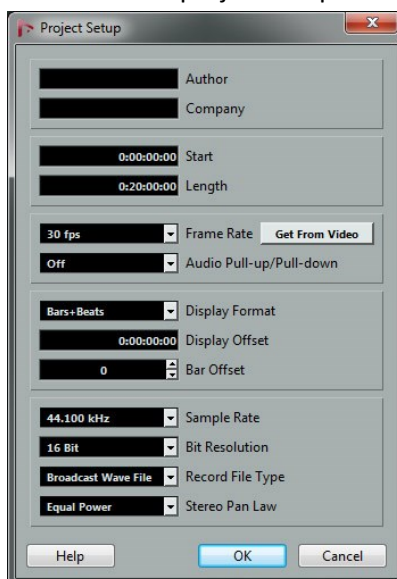 Project Setup
Author
Company
0:00:00:00 Start
0:20:00:00 Length
30 fps Frame Rate Get From Video
Off Audio Pull-up/Pull-down
Bars+Beats Display Format
0:00:00:00 Display Offset
0 Bar Offset
44.100 kHz Sample Rate
16 Bit Bit Resolution
Broadcast Wave File Record File Type
Equal Power Stereo Pan Law
Help OK Cancel